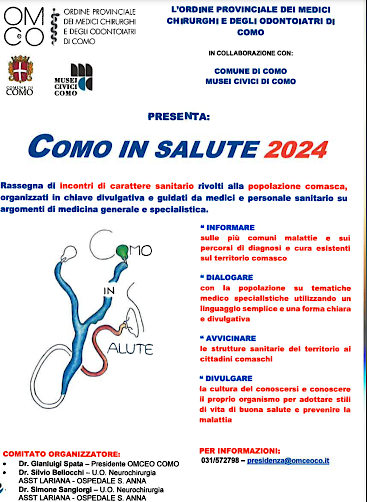 OM
CEO
ORDINE PROVINCIALE
DEI MEDICI CHIRURGHI
E DEGLI ODONTOIATRI
DI COMO
COMUNE DI
COMO
MUSEI
CIVICI
COMO
L'ORDINE PROVINCIALE DEI MEDICI
CHIRURGHI E DEGLI ODONTOIATRI DI
COMO
IN COLLABORAZIONE CON:
COMUNE DI COMO
MUSEI CIVICI DI COMO
PRESENTA:
COMO IN SALUTE 2024
Rassegna di incontri di carattere sanitario rivolti alla popolazione comasca,
organizzati in chiave divulgativa e guidati da medici e personale sanitario su
argomenti di medicina generale e specialistica.
COMO
IN
SALUTE
* INFORMARE
sulle più comuni malattie e sui
percorsi di diagnosi e cura esistenti
sul territorio comasco
* DIALOGARE
con la popolazione su tematiche
medico specialistiche utilizzando un
linguaggio semplice e una forma chiara
e divulgativa
* AVVICINARE
le strutture sanitarie del territorio ai
cittadini comaschi
* DIVULGARE
la cultura del conoscersi e conoscere
il proprio organismo per adottare stili
di vita di buona salute e prevenire la
malattia
COMITATO ORGANIZZATORE:
• Dr. Gianluigi Spata – Presidente OMCEO COMO
• Dr. Silvio Bellocchi – U.O. Neurochirurgia
ASST LARIANA - OSPEDALE S. ANNA
• Dr. Simone Sangiorgi – U.O. Neurochirurgia
ASST LARIANA - OSPEDALE S. ANNA
PER INFORMAZIONI:
031/572798 – presidenza@omceoco.it